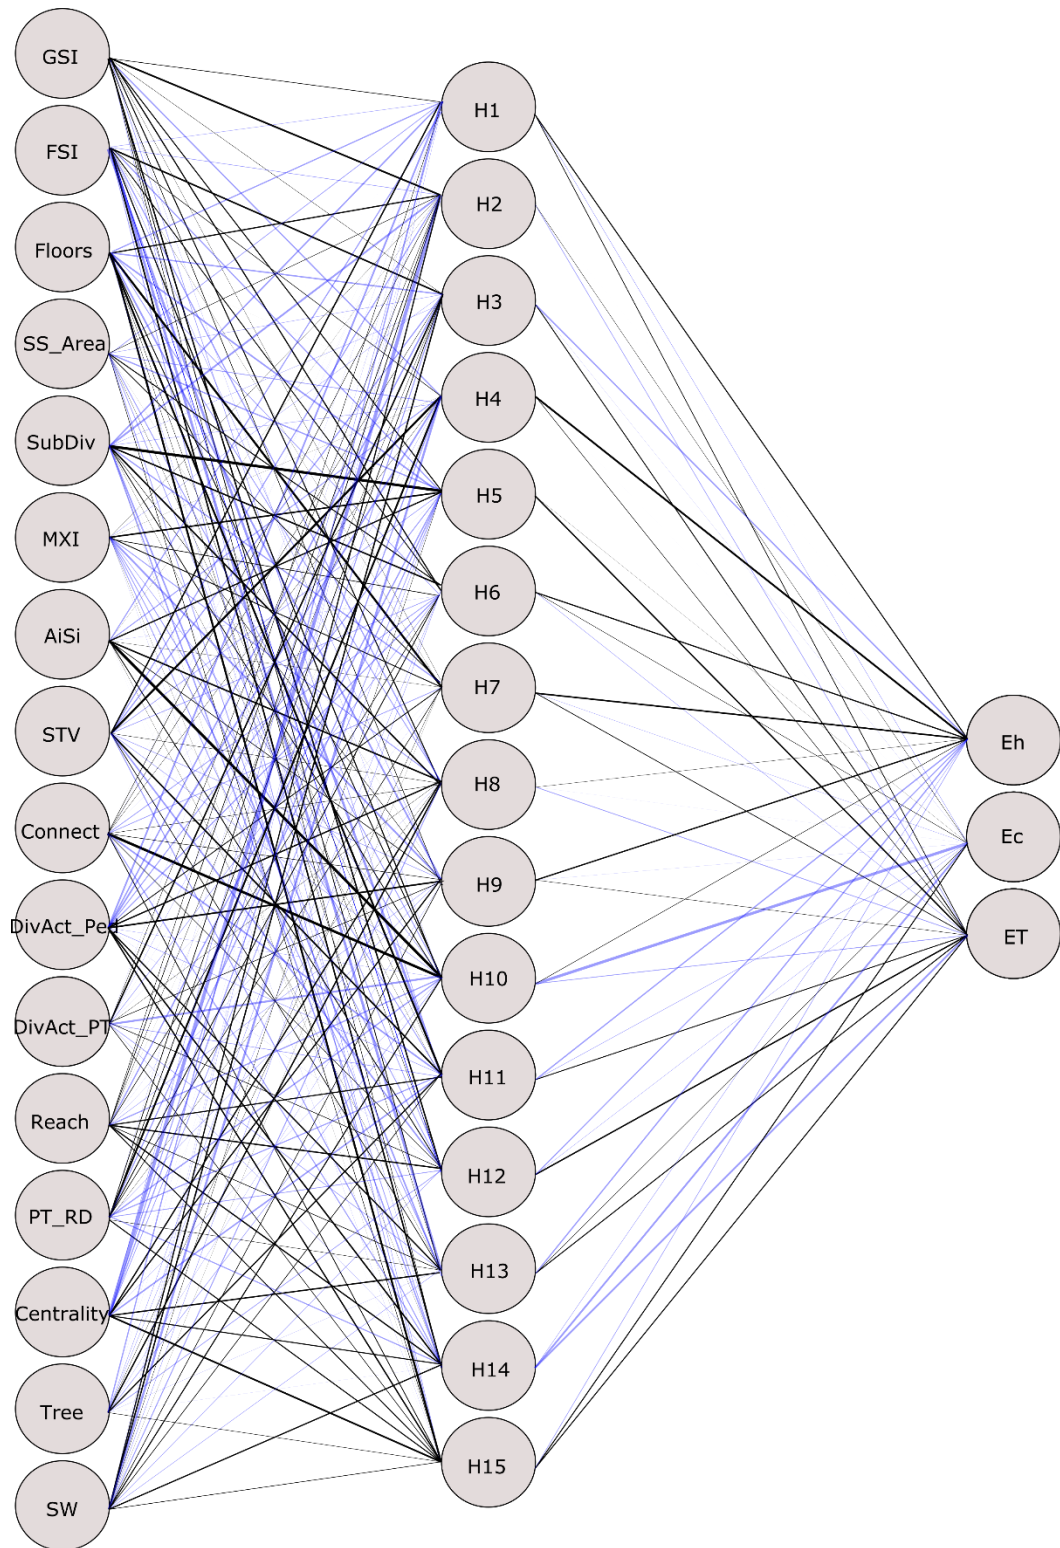 GSI
FSI
Floors
SS_Area
SubDiv
MXI
AiSi
STV
Connect
DivAct_Ped
DivAct_PT
Reach
PT_RD
Centrality
Tree
SW
H1
H2
H3
H4
H5
H6
H7
H8
H9
H10
H11
H12
H13
H14
H15
Eh
Ec
ET